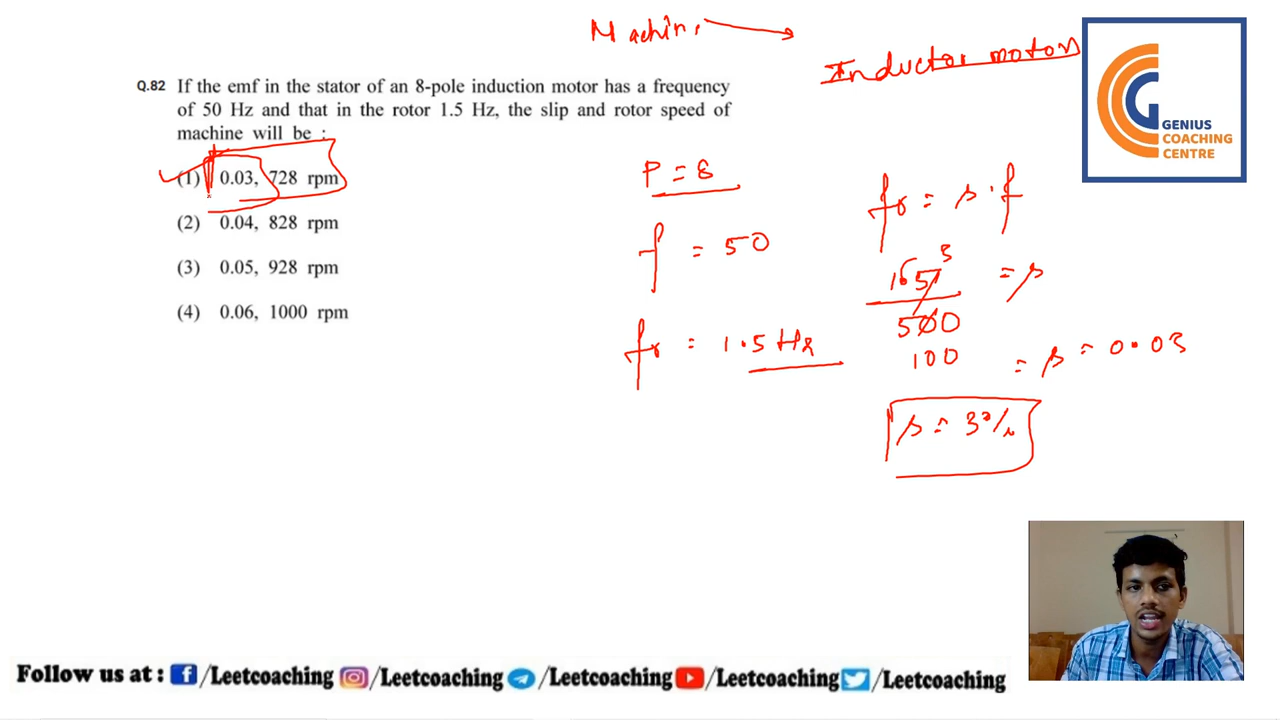 Machin,
Inductor motors
GENIUS
COACHING
CENTRE
Q.82 If the emf in the stator of an 8-pole induction motor has a frequency
of 50 Hz and that in the rotor 1.5 Hz, the slip and rotor speed of
machine will be :
(1) 0.03, 728 rpm
(2) 0.04, 828 rpm
(3) 0.05, 928 rpm
(4) 0.06, 1000 rpm
P = 8
f = 50
fr = 1.5 Hz
fr = s.f
= s
500
100
= s = 0.03
s = 3%
Follow us at : /Leetcoaching /Leetcoaching /Leetcoaching /Leetcoaching /Leetcoaching